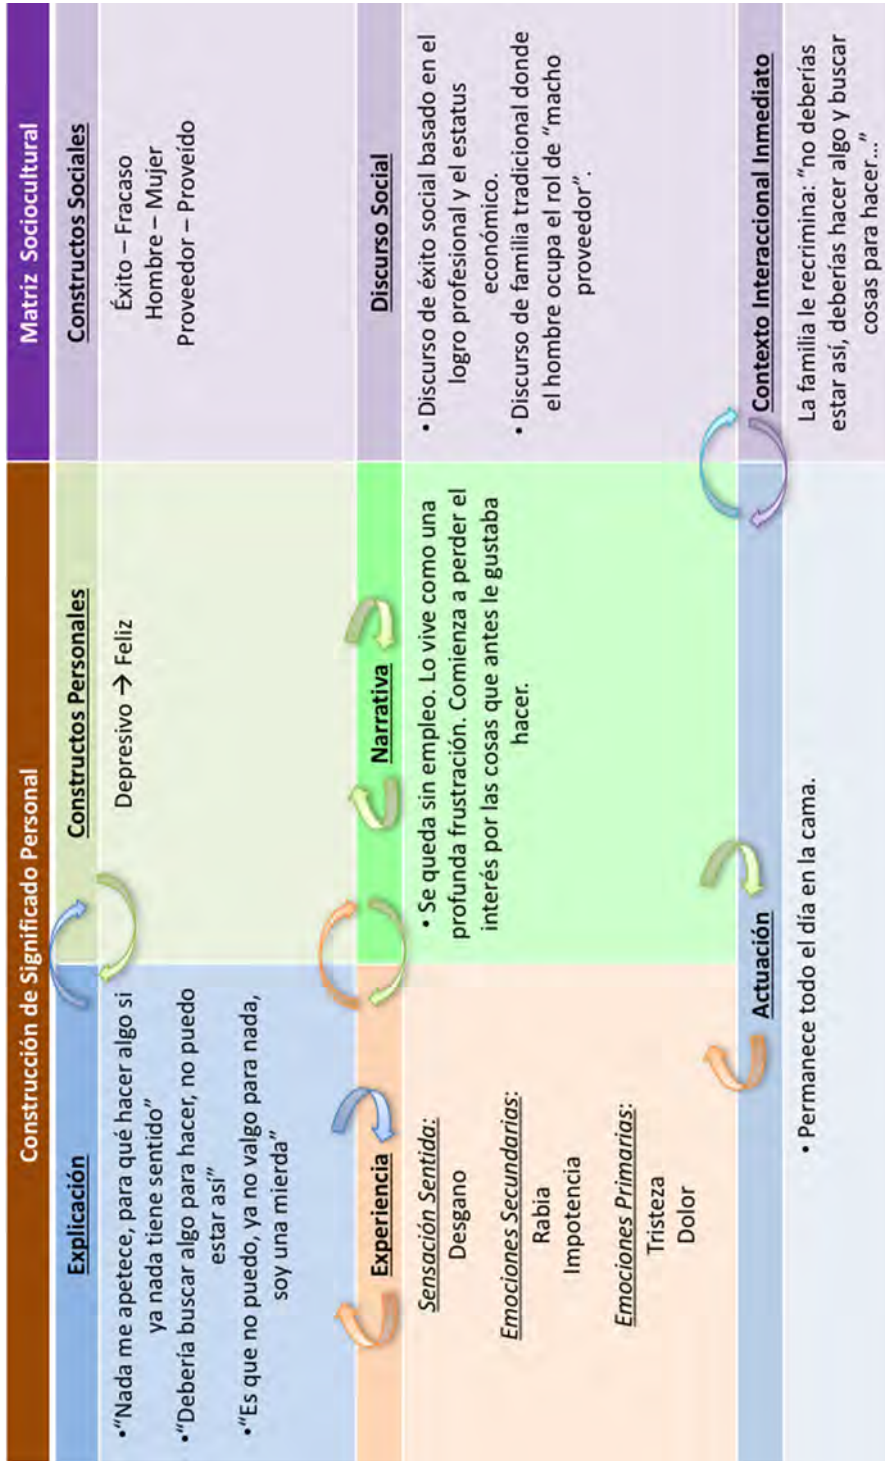 Construcción de Significado Personal
Matriz Sociocultural
Explicación
•“Nada me apetece, para qué hacer algo si
ya nada tiene sentido”
•“Debería buscar algo para hacer, no puedo
estar así”
•“Es que no puedo, ya no valgo para nada,
soy una mierda”
Constructos Personales
Depresivo → Feliz
Constructos Sociales
Éxito – Fracaso
Hombre – Mujer
Proveedor – Proveído
Experiencia
Sensación Sentida:
Desgano
Emociones Secundarias:
Rabia
Impotencia
Emociones Primarias:
Tristeza
Dolor
Narrativa
• Se queda sin empleo. Lo vive como una
profunda frustración. Comienza a perder el
interés por las cosas que antes le gustaba
hacer.
Discurso Social
• Discurso de éxito social basado en el
logro profesional y el estatus
económico.
• Discurso de familia tradicional donde
el hombre ocupa el rol de “macho
proveedor”.
Actuación
• Permanece todo el día en la cama.
Contexto Interaccional Inmediato
La familia le recrimina: “no deberías
estar así, deberías hacer algo y buscar
cosas para hacer...”